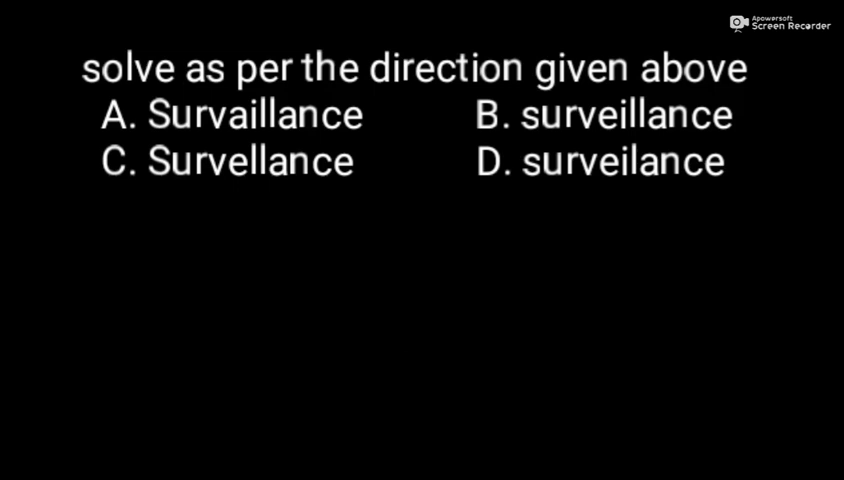 Apowersoft
Screen Recorder
solve as per the direction given above
A. Survaillance B. surveillance
C. Survellance D. surveilance